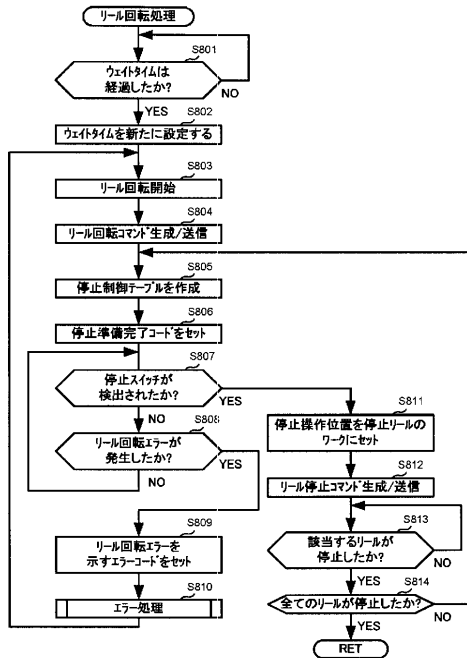 リール回転処理
S801
ウェイトタイムは
経過したか?
NO
YES
S802
ウェイトタイムを新たに設定する
S803
リール回転開始
S804
リール回転コマンド生成/送信
S805
停止制御テーブルを作成
S806
停止準備完了コードをセット
S807
停止スイッチが
検出されたか?
YES
NO
S808
リール回転エラーが
発生したか?
YES
NO
S809
リール回転エラーを
示すエラーコードをセット
S810
エラー処理
S811
停止操作位置を停止リールの
ワークにセット
S812
リール停止コマンド生成/送信
S813
該当するリールが
停止したか?
NO
YES
S814
全てのリールが停止したか?
NO
YES
RET